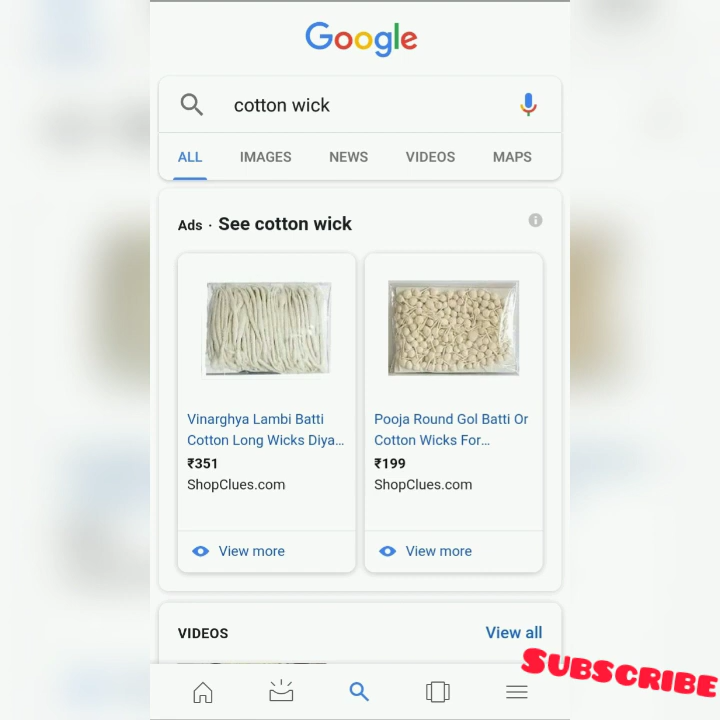 Google
cotton wick
ALL IMAGES NEWS VIDEOS MAPS
Ads · See cotton wick
Vinarghya Lambi Batti
Cotton Long Wicks Diya...
₹351
ShopClues.com
View more
Pooja Round Gol Batti Or
Cotton Wicks For...
₹199
ShopClues.com
View more
VIDEOS View all
SUBSCRIBE